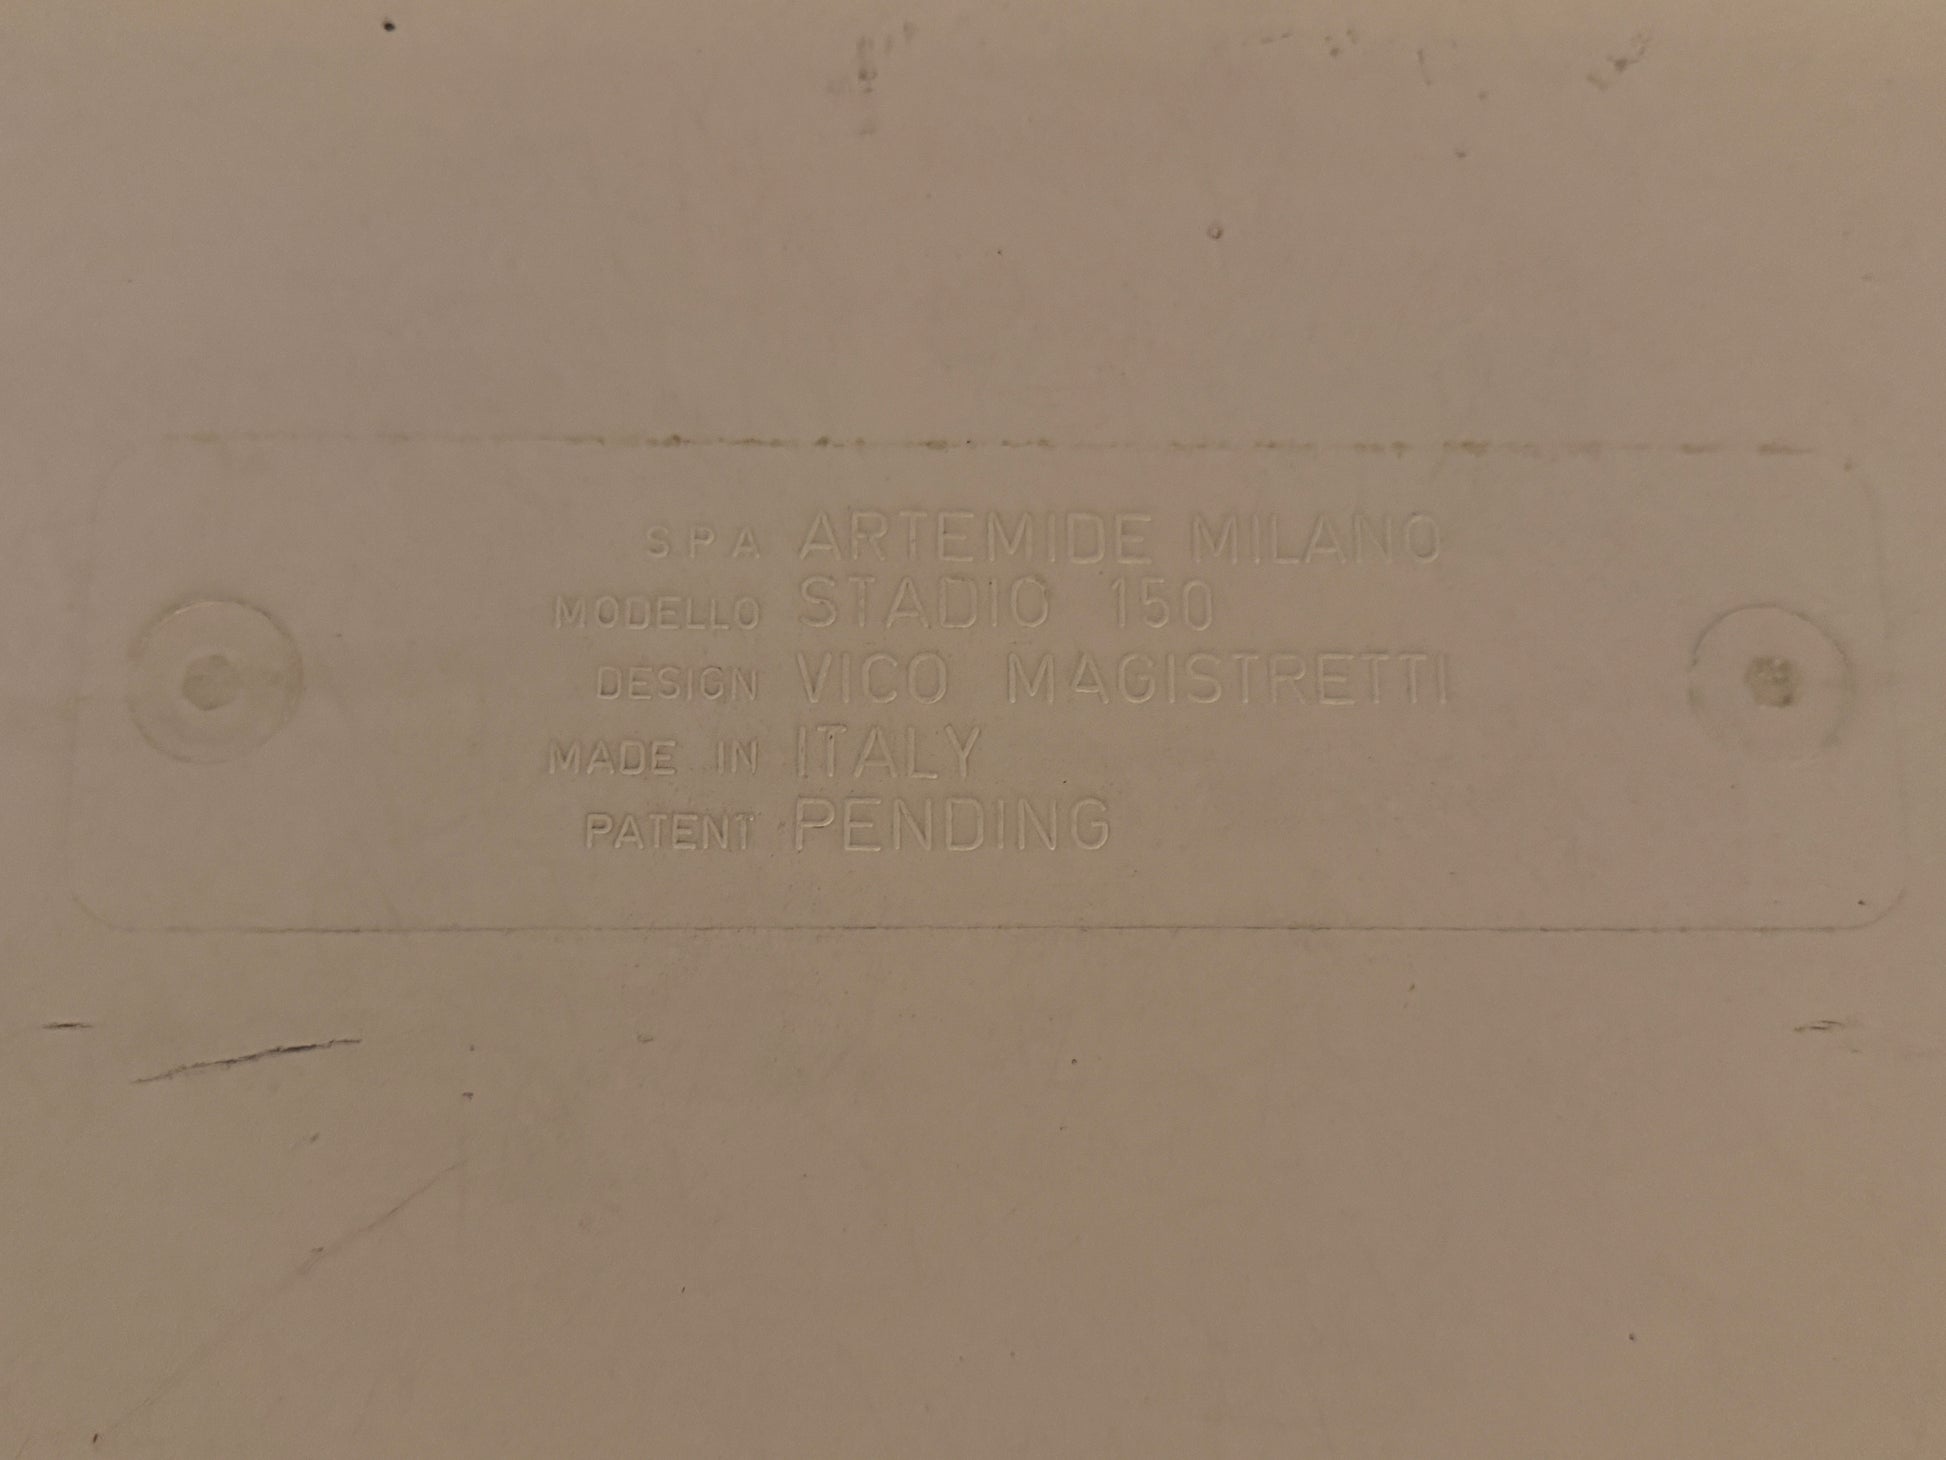 S.P.A ARTEMIDE MILANO
MODELLO STADIO 150
DESIGN VICO MAGISTRETTI
MADE IN ITALY
PATENT PENDING